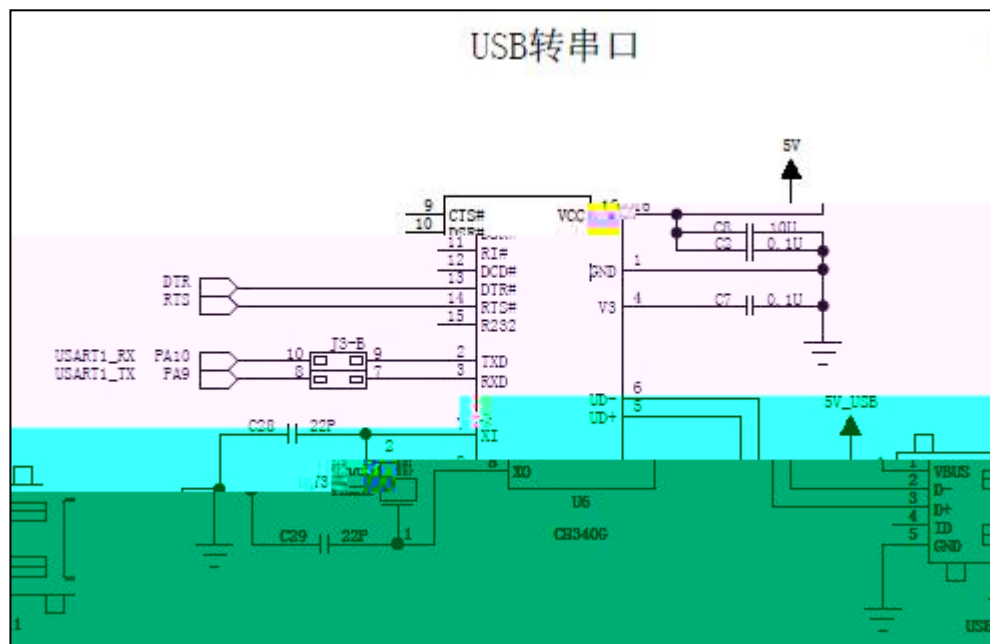 USB转串口
5V
9 CTS# VCC
10
C8 10U
11
C2 0.1U
12 RI#
13 DCD# GND 1
DTR 14 DTR#
RTS RTS# V3 4 C7 0.1U
15 R232
J3-B
USART1_RX PA10 10 9 2 TXD
USART1_TX PA9 8 7 3 RXD
UD- 6
UD+ 5
5V_USB
C28 22P XI
2
8 XO
1 VBUS
2 D-
3 D+
4 ID
5 GND
U6
CH340G
C29 22P 1
1